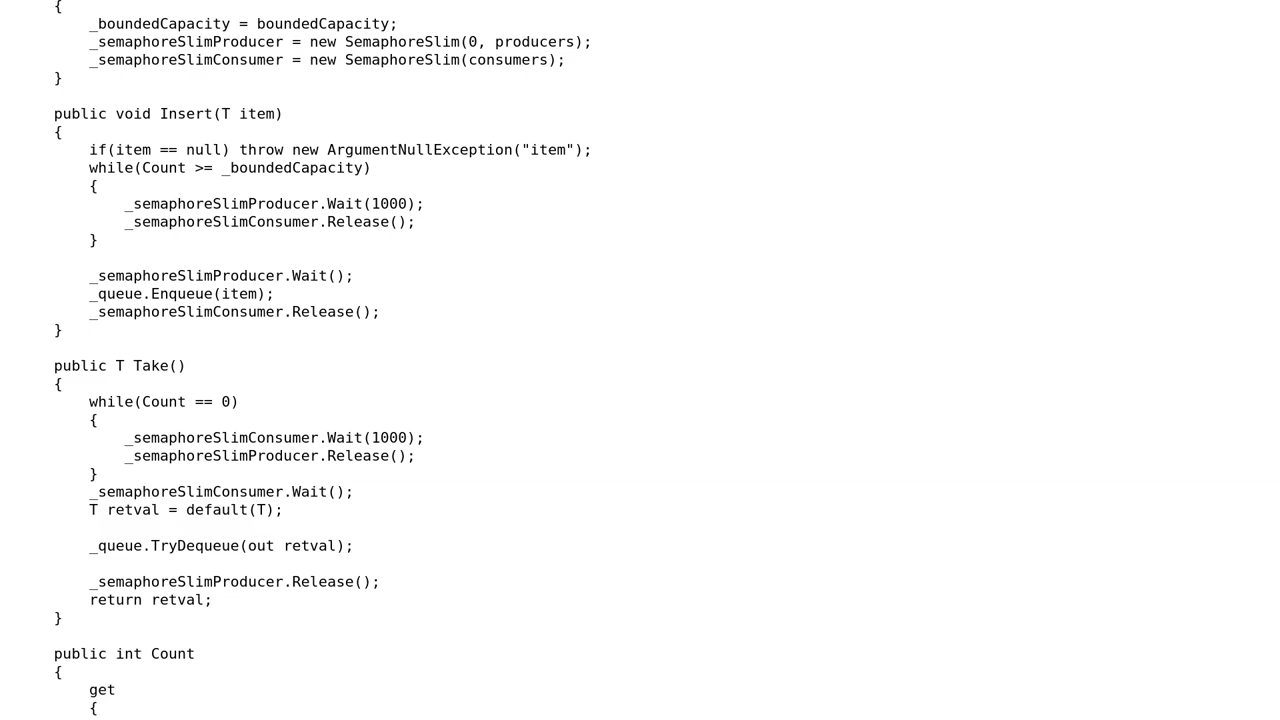 {
_boundedCapacity = boundedCapacity;
_semaphoreSlimProducer = new SemaphoreSlim(0, producers);
_semaphoreSlimConsumer = new SemaphoreSlim(consumers);
}
public void Insert(T item)
{
if(item == null) throw new ArgumentNullException("item");
while(Count >= _boundedCapacity)
{
_semaphoreSlimProducer.Wait(1000);
_semaphoreSlimConsumer.Release();
}
_semaphoreSlimProducer.Wait();
_queue.Enqueue(item);
_semaphoreSlimConsumer.Release();
}
public T Take()
{
while(Count == 0)
{
_semaphoreSlimConsumer.Wait(1000);
_semaphoreSlimProducer.Release();
}
_semaphoreSlimConsumer.Wait();
T retval = default(T);
_queue.TryDequeue(out retval);
_semaphoreSlimProducer.Release();
return retval;
}
public int Count
{
get
{